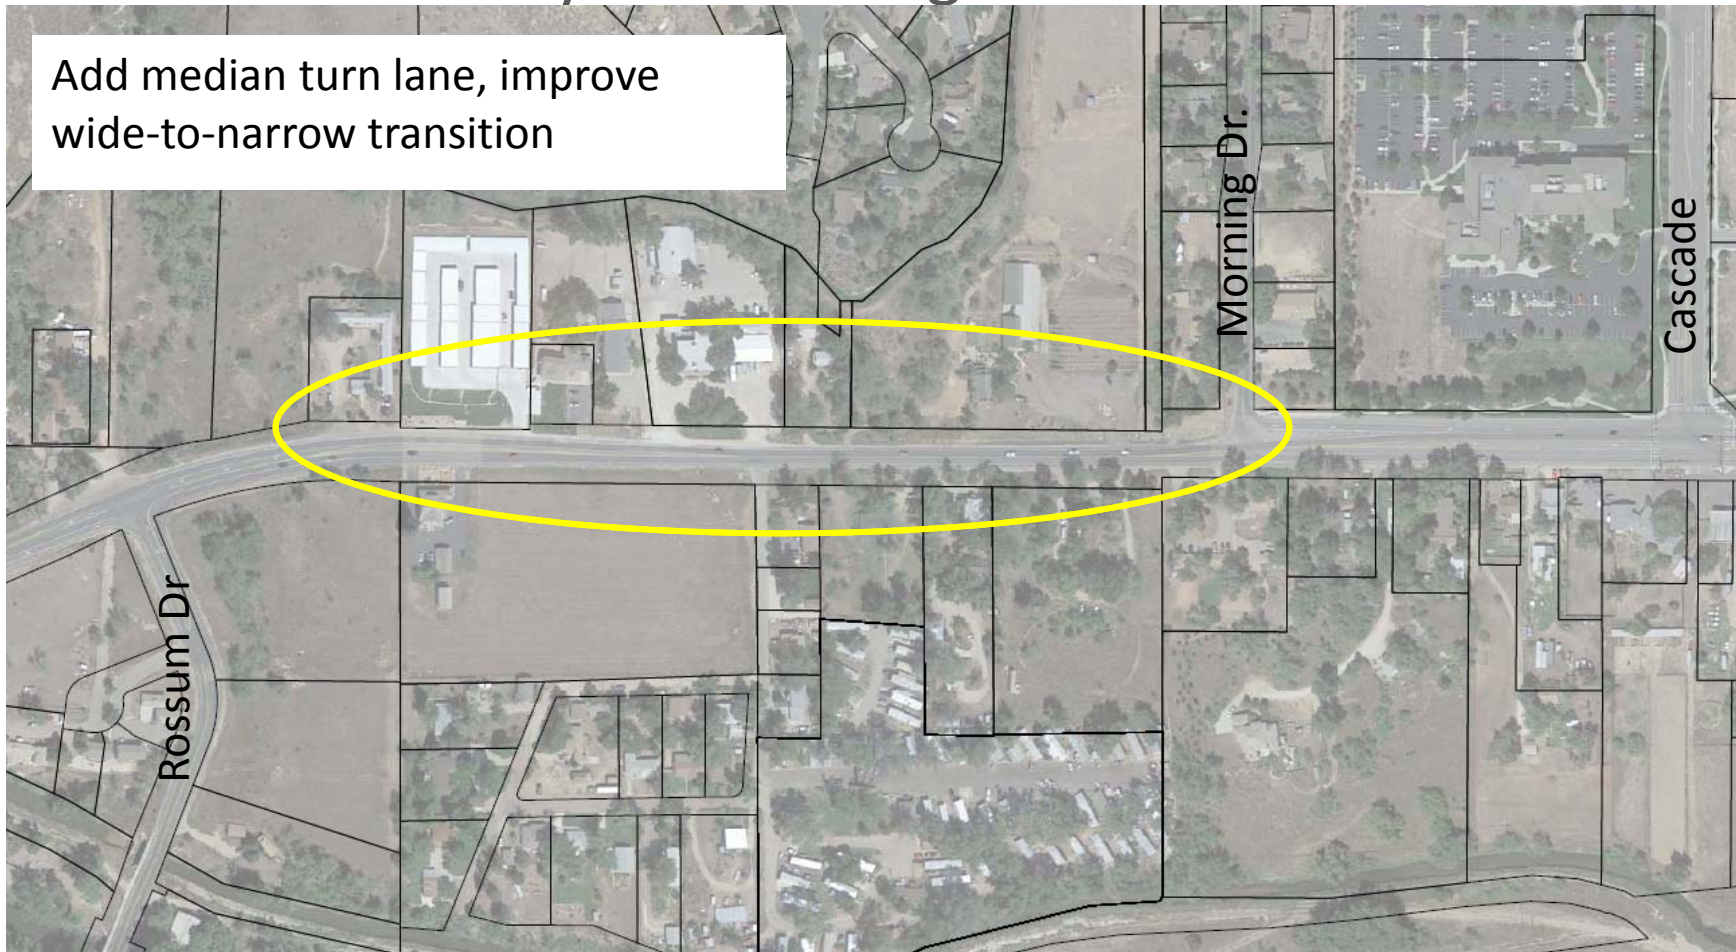 Add median turn lane, improve
wide-to-narrow transition
Morning Dr.
Cascade
Rossum Dr